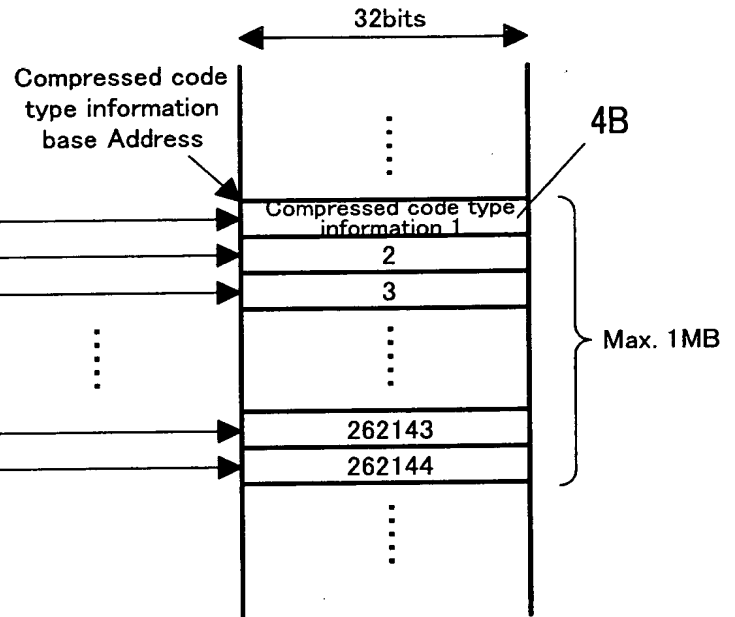 32bits
Compressed code
type information
base Address
4B
Compressed code type
information 1
2
3
Max. 1MB
262143
262144